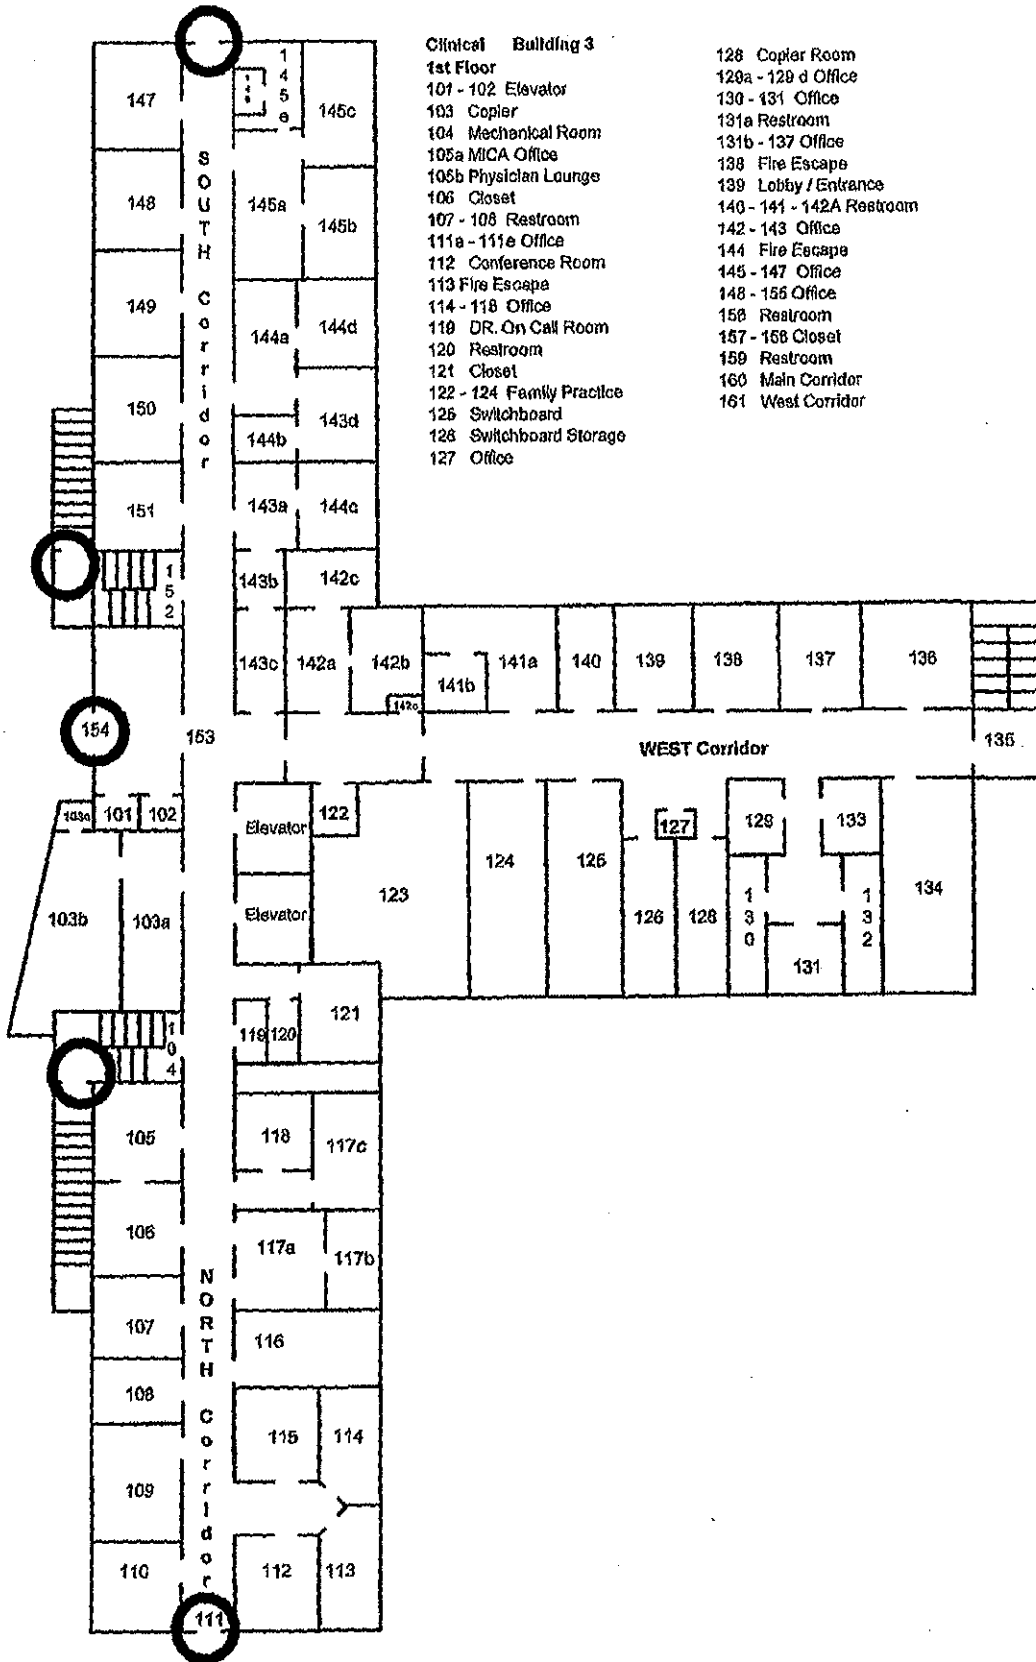 Clinical Building 3
1st Floor
101 - 102 Elevator
103 Copier
104 Mechanical Room
105a MICA Office
105b Physician Lounge
106 Closet
107 - 108 Restroom
111a - 111e Office
112 Conference Room
113 Fire Escape
114 - 118 Office
119 DR. On Call Room
120 Restroom
121 Closet
122 - 124 Family Practice
125 Switchboard
126 Switchboard Storage
127 Office
128 Copier Room
129a - 129 d Office
130 - 131 Office
131a Restroom
131b - 137 Office
138 Fire Escape
139 Lobby / Entrance
140 - 141 - 142A Restroom
142 - 143 Office
144 Fire Escape
145 - 147 Office
148 - 155 Office
156 Restroom
157 - 158 Closet
159 Restroom
160 Main Corridor
161 West Corridor
147
145e
145c
SOUTH Corridor
148
145a
145b
149
144a
144d
150
144b
143d
151
143a
144c
152
143b
142c
143c
142a
142b
141b
141a
140
139
138
137
136
154
153
WEST Corridor
135
101
102
Elevator
122
127
129
133
103b
103a
Elevator
123
124
125
126
128
130
131
132
134
104
119
120
121
105
118
117c
106
117a
117b
NORTH Corridor
107
116
108
115
114
109
110
112
113
111